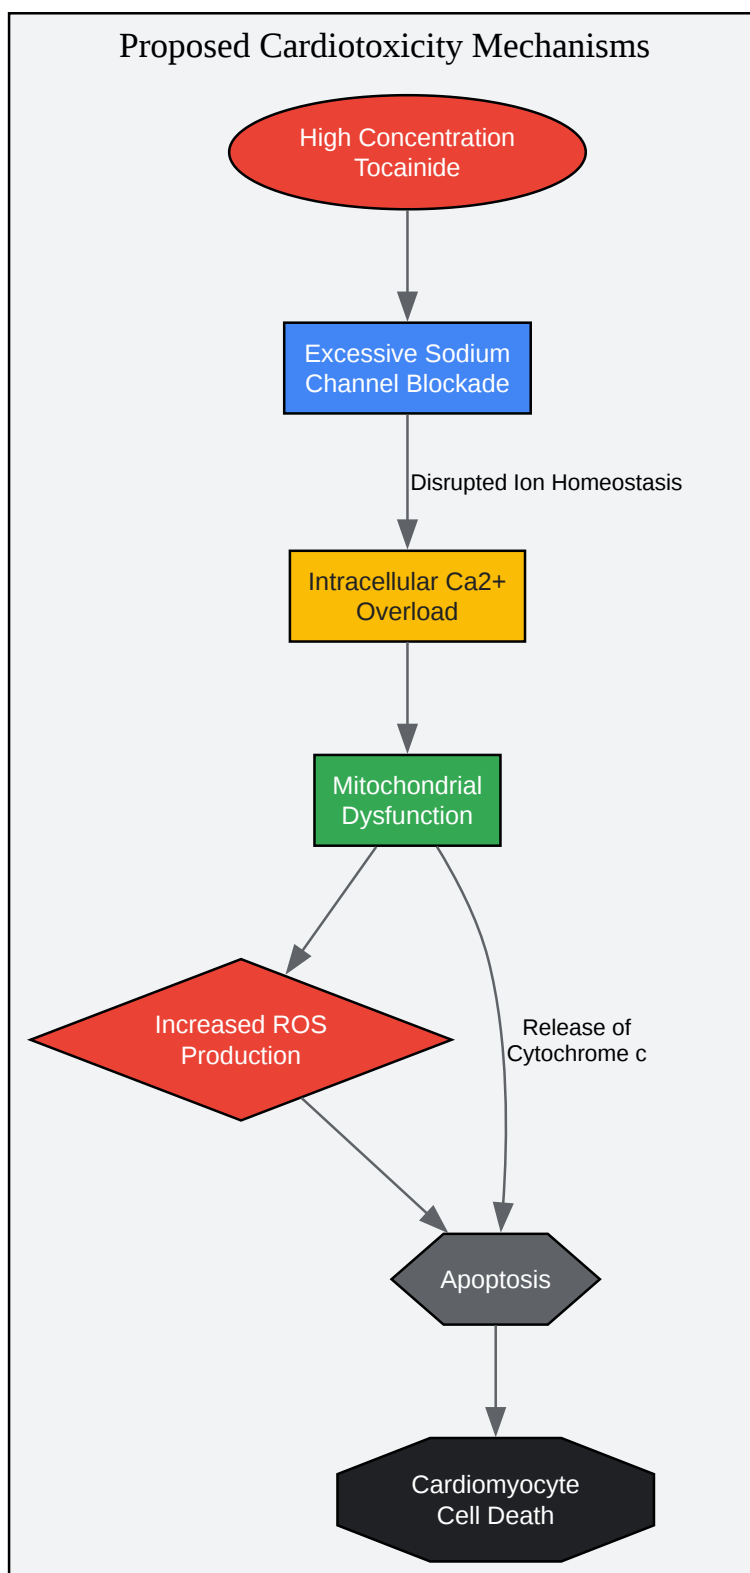 Proposed Cardiotoxicity Mechanisms
High Concentration
Tocainide
Excessive Sodium
Channel Blockade
Disrupted Ion Homeostasis
Intracellular Ca2+
Overload
Mitochondrial
Dysfunction
Increased ROS
Production
Release of
Cytochrome c
Apoptosis
Cardiomyocyte
Cell Death